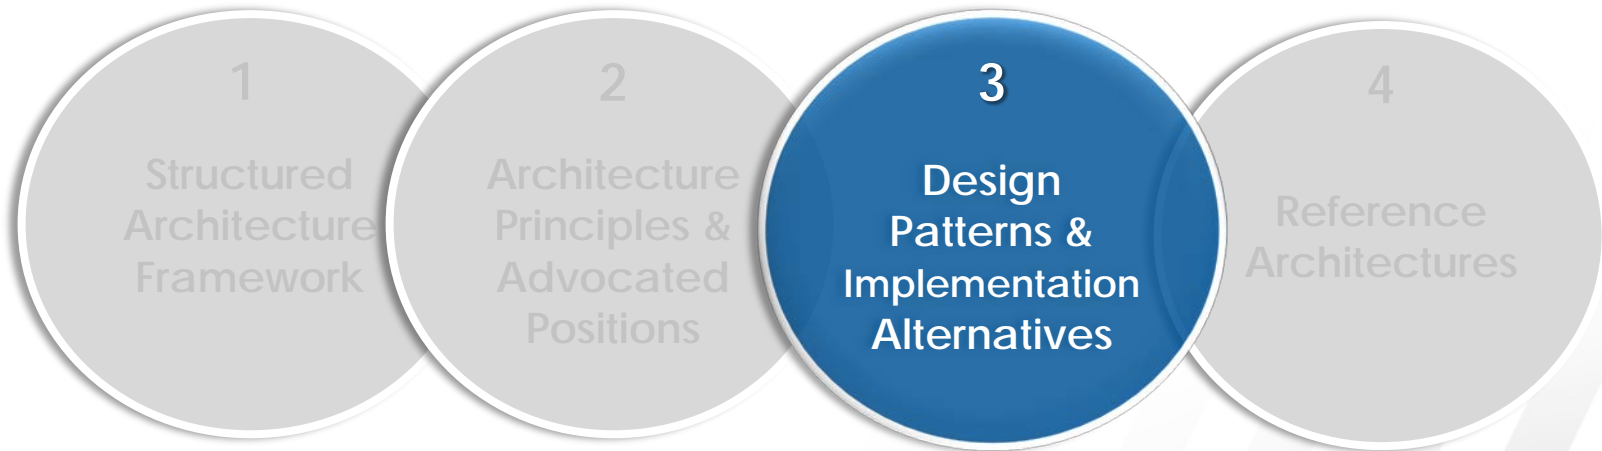 1
Structured
Architecture
Framework
2
Architecture
Principles &
Advocated
Positions
3
Design
Patterns &
Implementation
Alternatives
4
Reference
Architectures